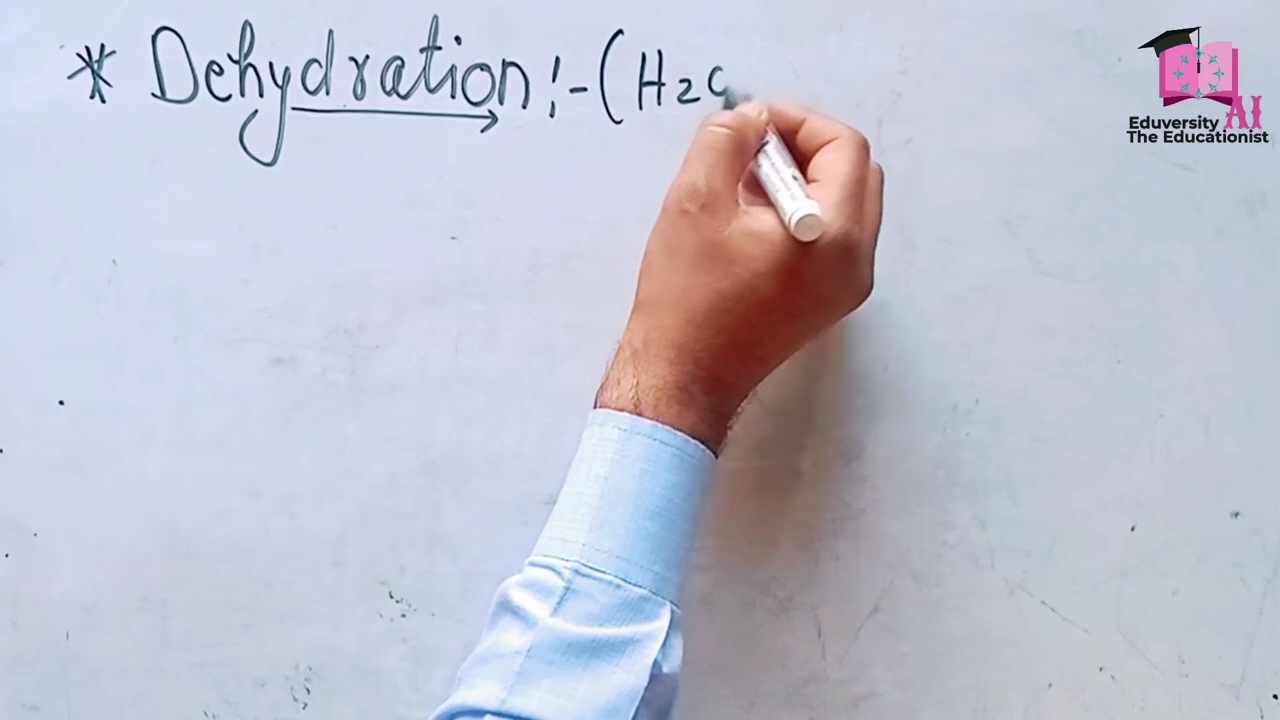 * Dehydration :- (H2O
Eduversity AI
The Educationist